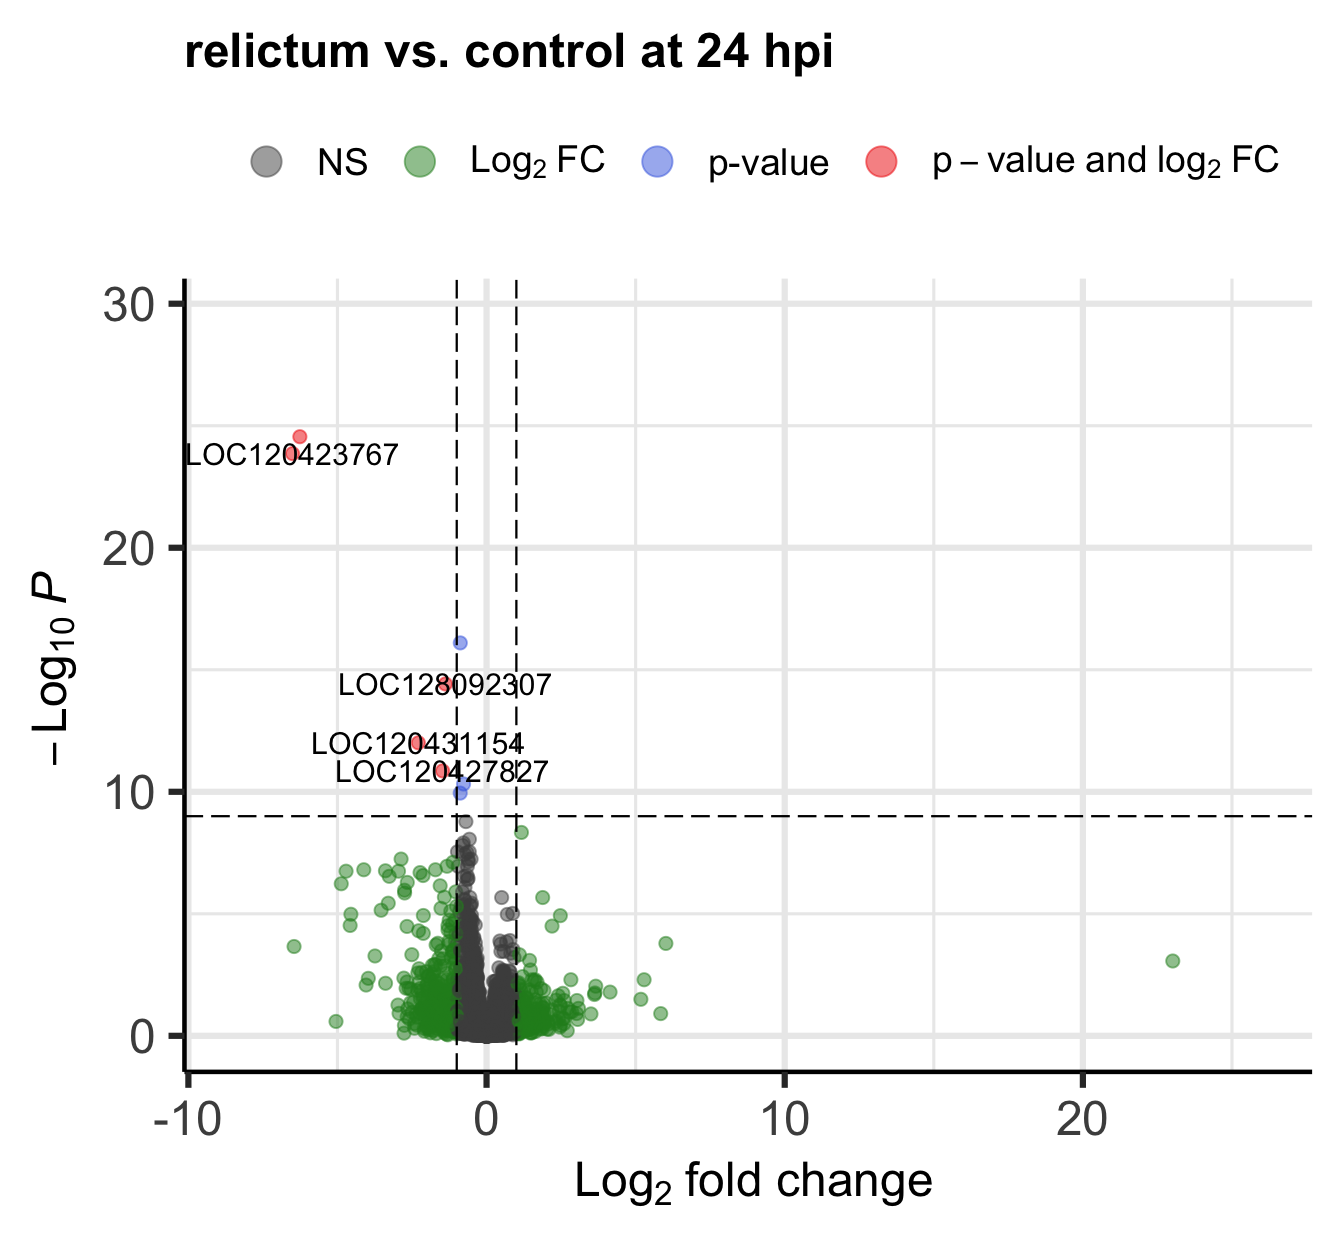 relictum vs. control at 24 hpi
NS Log₂ FC p-value p – value and log₂ FC
30
20
10
0
–Log₁₀ P
LOC120423767
LOC128092307
LOC120431154
LOC120427827
-10 0 10 20
Log₂ fold change